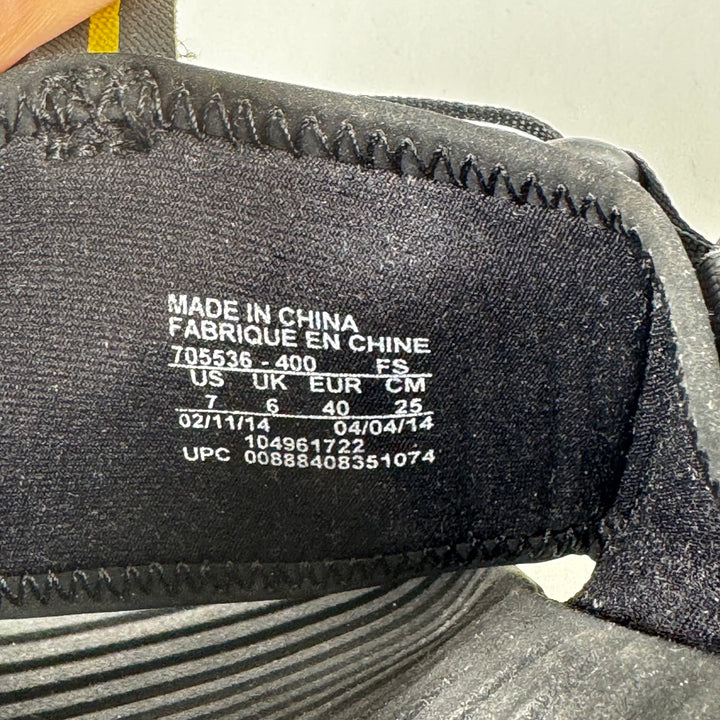 MADE IN CHINA
FABRIQUE EN CHINE
705536 - 400 FS
US UK EUR CM
7 6 40 25
02/11/14 04/04/14
104961722
UPC 00888408351074